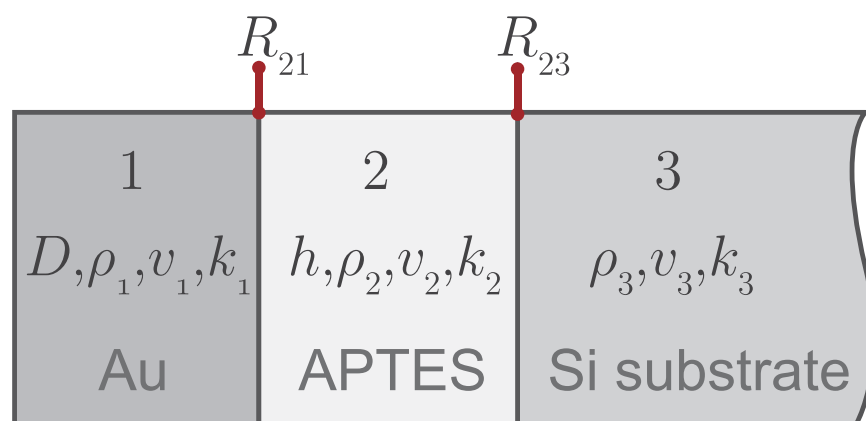 R₂₁ R₂₃
1 2 3
D,ρ₁,v₁,k₁ h,ρ₂,v₂,k₂ ρ₃,v₃,k₃
Au APTES Si substrate